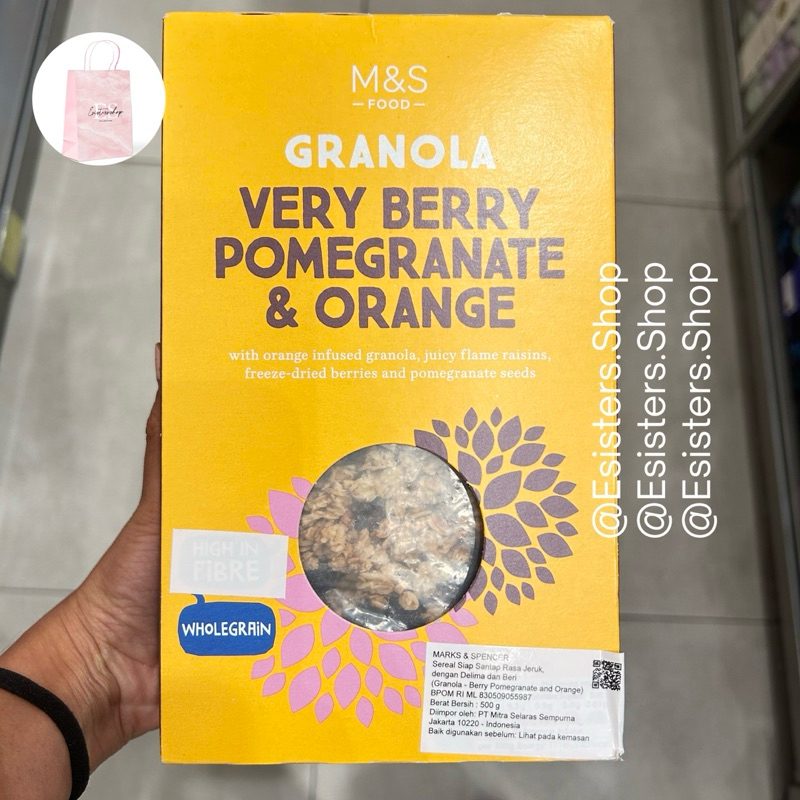 M&S
FOOD
GRANOLA
VERY BERRY
POMEGRANATE
& ORANGE
with orange infused granola, juicy flame raisins,
freeze-dried berries and pomegranate seeds
HIGH IN
FIBRE
WHOLEGRAIN
MARKS & SPENCER
Sereal Siap Santap Rasa Jeruk,
dengan Delima dan Beri
(Granola - Berry Pomegranate and Orange)
BPOM RI ML 830509055987
Berat Bersih : 500 g
Diimpor oleh: PT Mitra Selaras Sempurna
Jakarta 10220 - Indonesia
Baik digunakan sebelum: Lihat pada kemasan
@Esisters.Shop
@Esisters.Shop
@Esisters.Shop